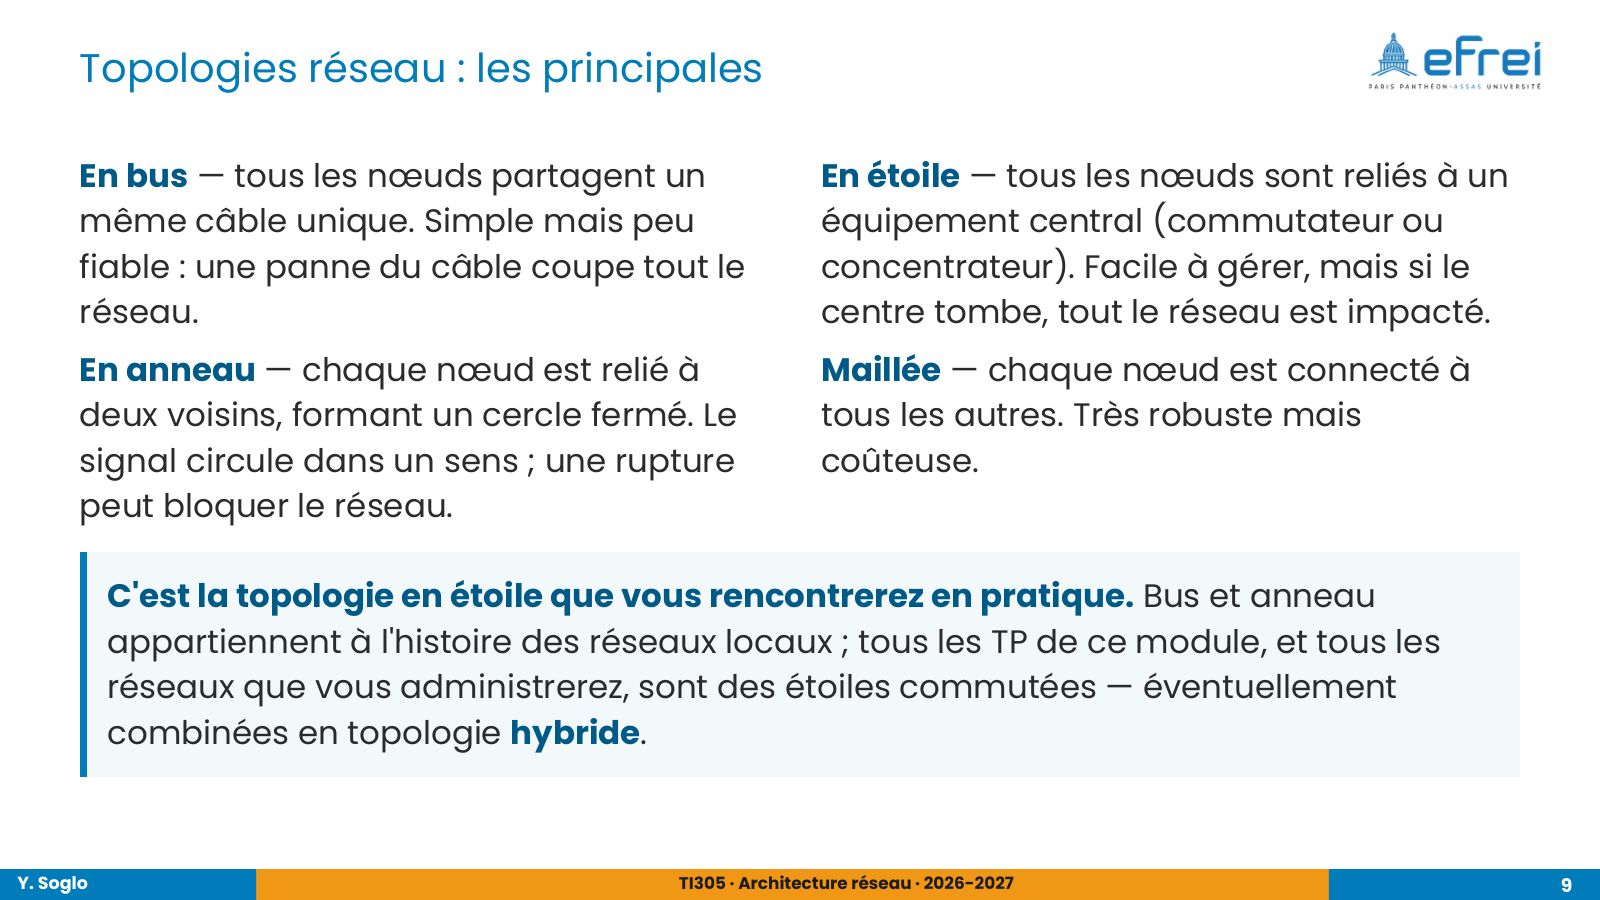 Topologies réseau : les principales
efrei
PARIS PANTHÉON-ASSAS UNIVERSITÉ
En bus — tous les nœuds partagent un
même câble unique. Simple mais peu
fiable : une panne du câble coupe tout le
réseau.
En anneau — chaque nœud est relié à
deux voisins, formant un cercle fermé. Le
signal circule dans un sens ; une rupture
peut bloquer le réseau.
En étoile — tous les nœuds sont reliés à un
équipement central (commutateur ou
concentrateur). Facile à gérer, mais si le
centre tombe, tout le réseau est impacté.
Maillée — chaque nœud est connecté à
tous les autres. Très robuste mais
coûteuse.
C'est la topologie en étoile que vous rencontrerez en pratique. Bus et anneau
appartiennent à l'histoire des réseaux locaux ; tous les TP de ce module, et tous les
réseaux que vous administrerez, sont des étoiles commutées — éventuellement
combinées en topologie hybride.
Y. Soglo
TI305 · Architecture réseau · 2026-2027
9